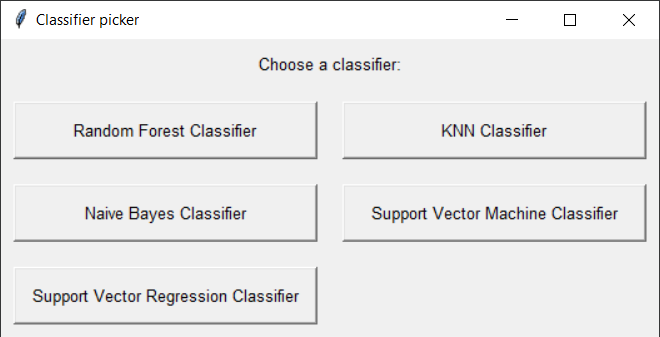 Classifier picker
Choose a classifier:
Random Forest Classifier
KNN Classifier
Naive Bayes Classifier
Support Vector Machine Classifier
Support Vector Regression Classifier